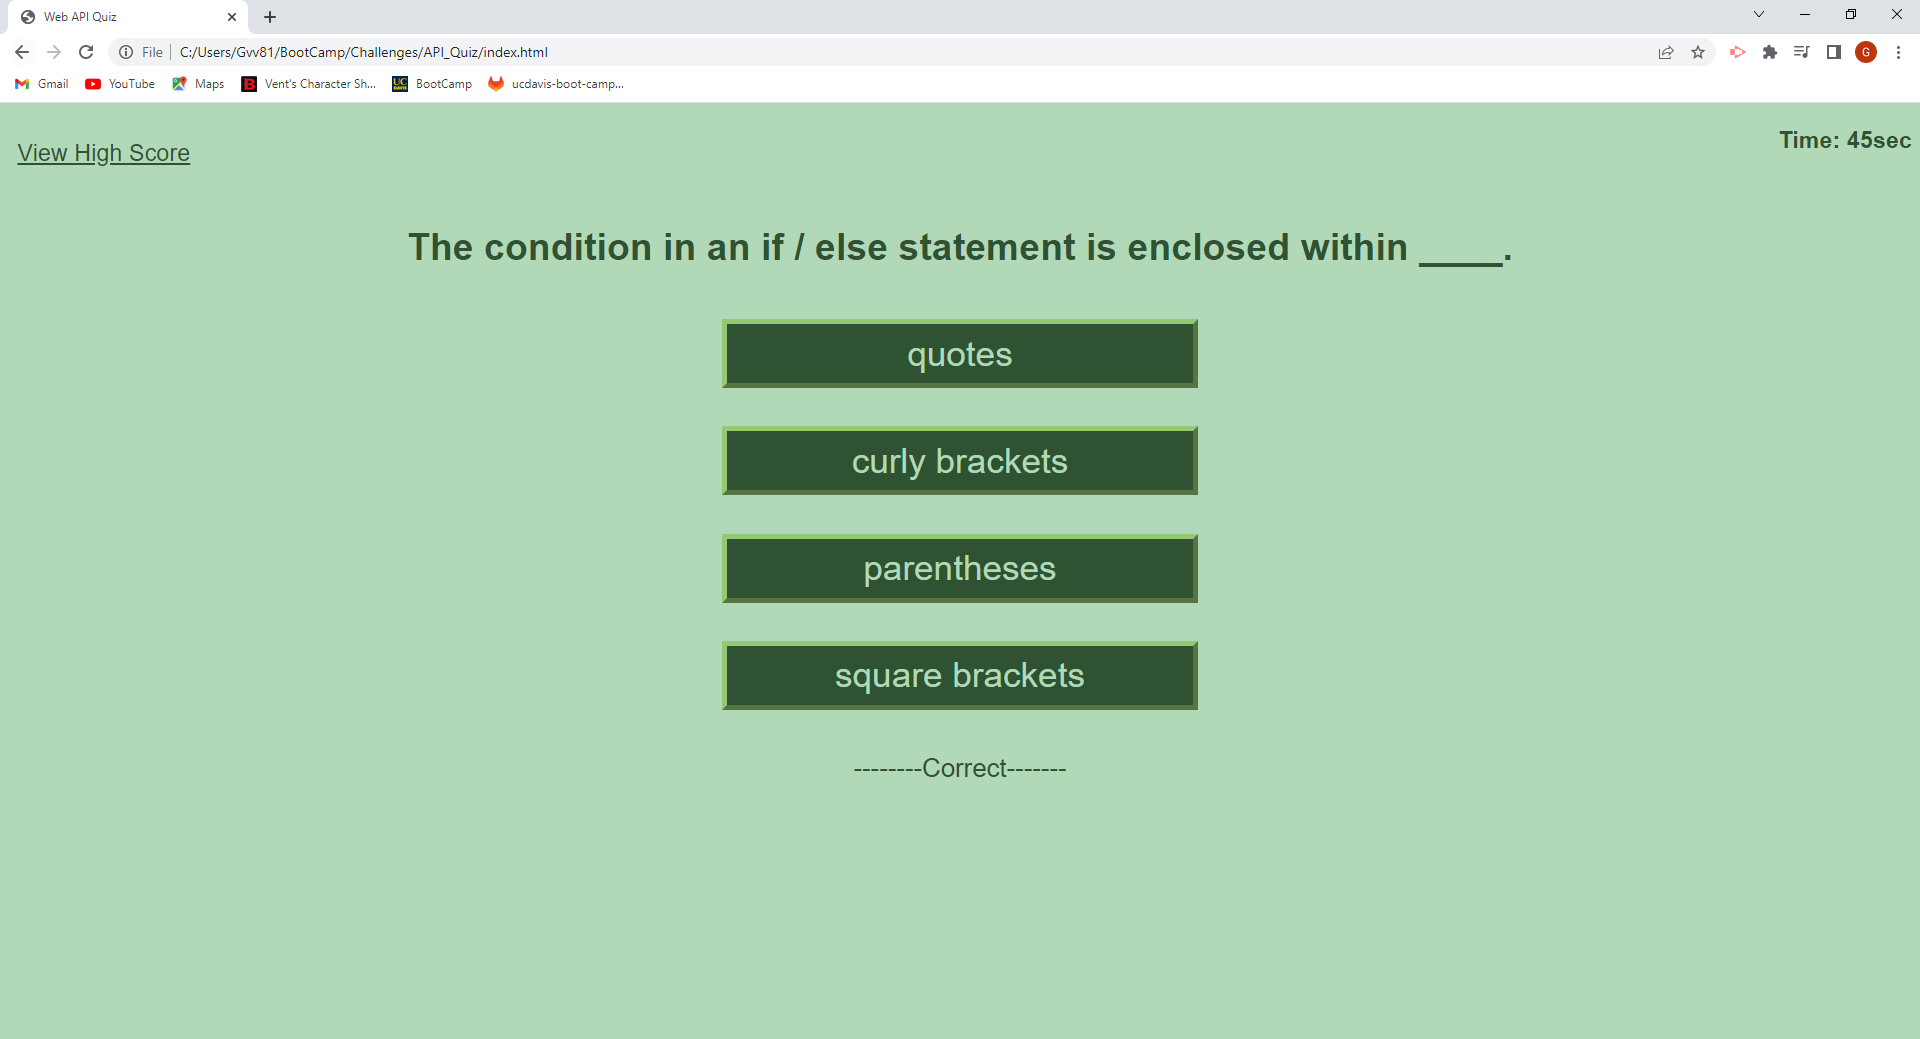 Web API Quiz
File C:/Users/Gvv81/BootCamp/Challenges/API_Quiz/index.html
G
Gmail YouTube Maps B Vent's Character Sh... UC DAVIS BootCamp ucdavis-boot-camp...
Time: 45sec
View High Score
The condition in an if / else statement is enclosed within ____.
quotes
curly brackets
parentheses
square brackets
--------Correct-------